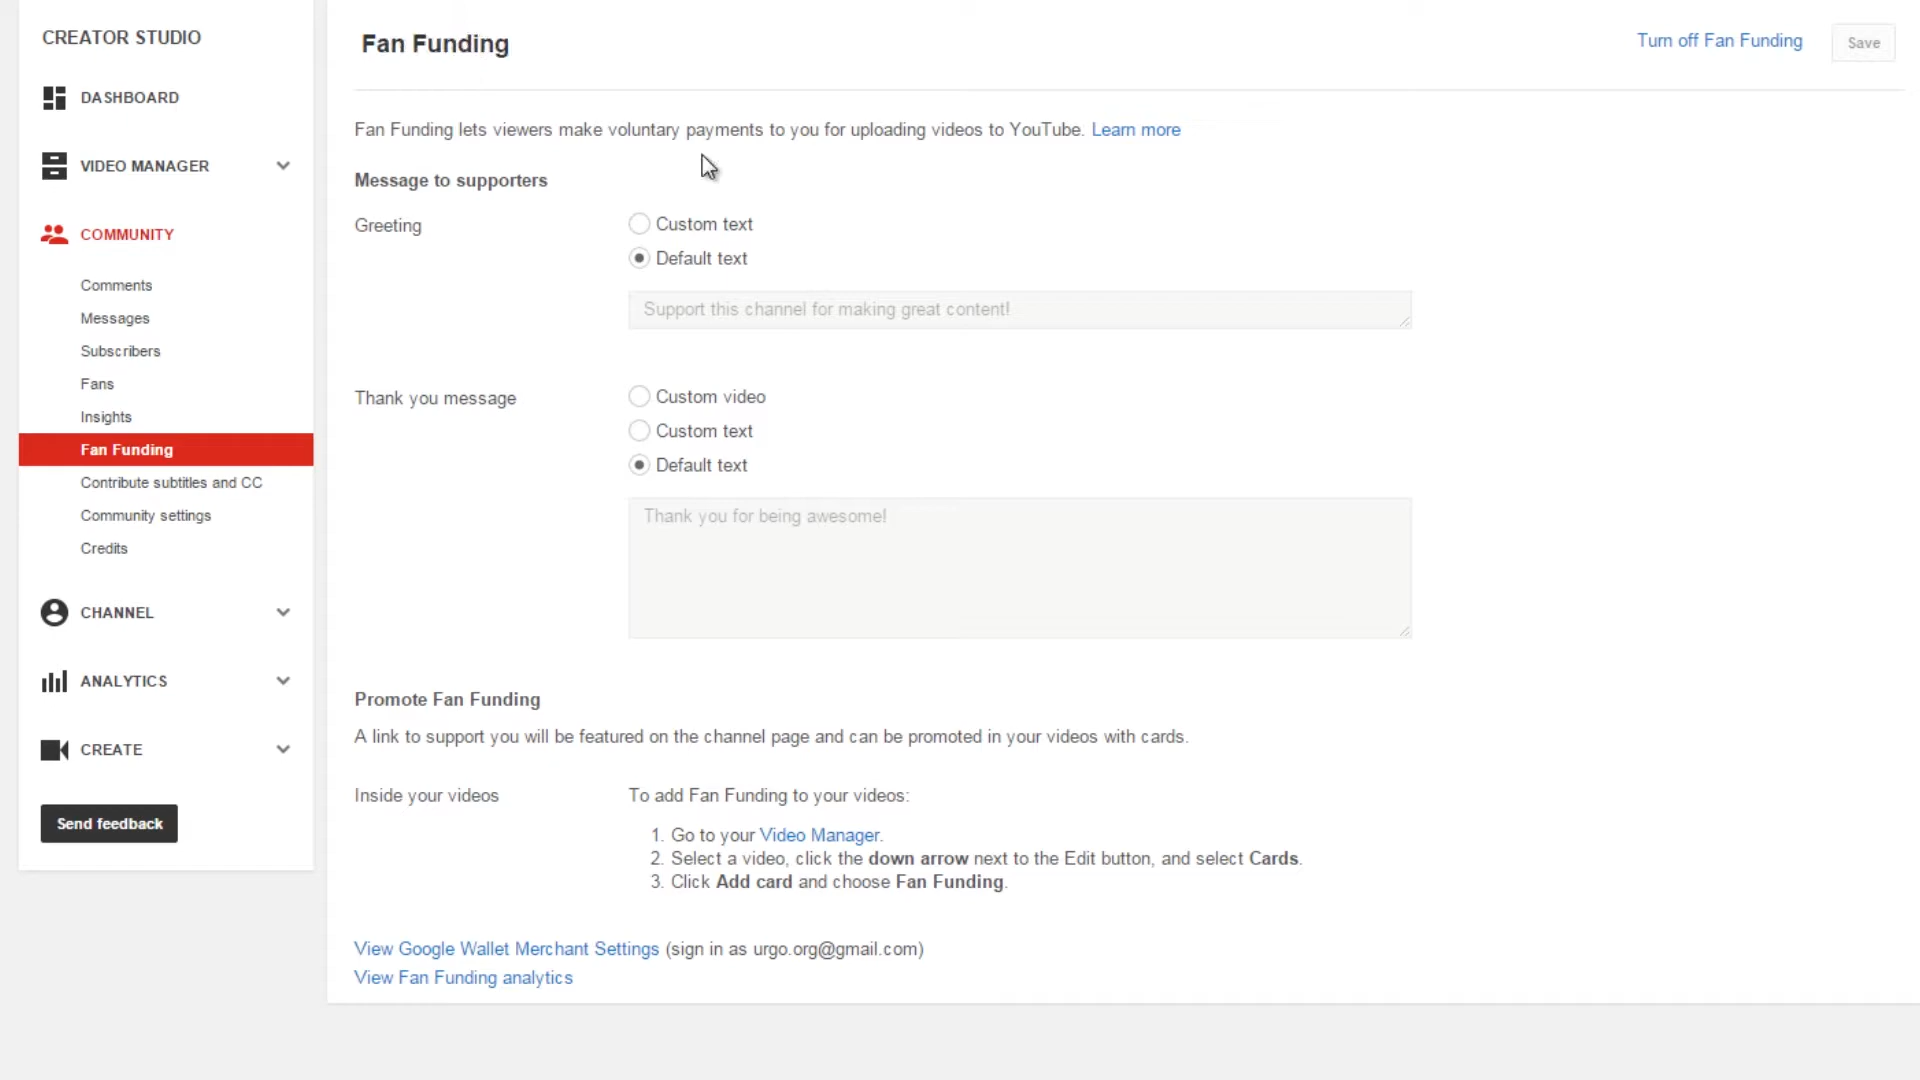 CREATOR STUDIO
DASHBOARD
VIDEO MANAGER
COMMUNITY
Comments
Messages
Subscribers
Fans
Insights
Fan Funding
Contribute subtitles and CC
Community settings
Credits
CHANNEL
ANALYTICS
CREATE
Send feedback
Fan Funding
Turn off Fan Funding
Save
Fan Funding lets viewers make voluntary payments to you for uploading videos to YouTube. Learn more
Message to supporters
Greeting
Custom text
Default text
Support this channel for making great content!
Thank you message
Custom video
Custom text
Default text
Thank you for being awesome!
Promote Fan Funding
A link to support you will be featured on the channel page and can be promoted in your videos with cards.
Inside your videos
To add Fan Funding to your videos:
1. Go to your Video Manager.
2. Select a video, click the down arrow next to the Edit button, and select Cards.
3. Click Add card and choose Fan Funding.
View Google Wallet Merchant Settings (sign in as urgo.org@gmail.com)
View Fan Funding analytics